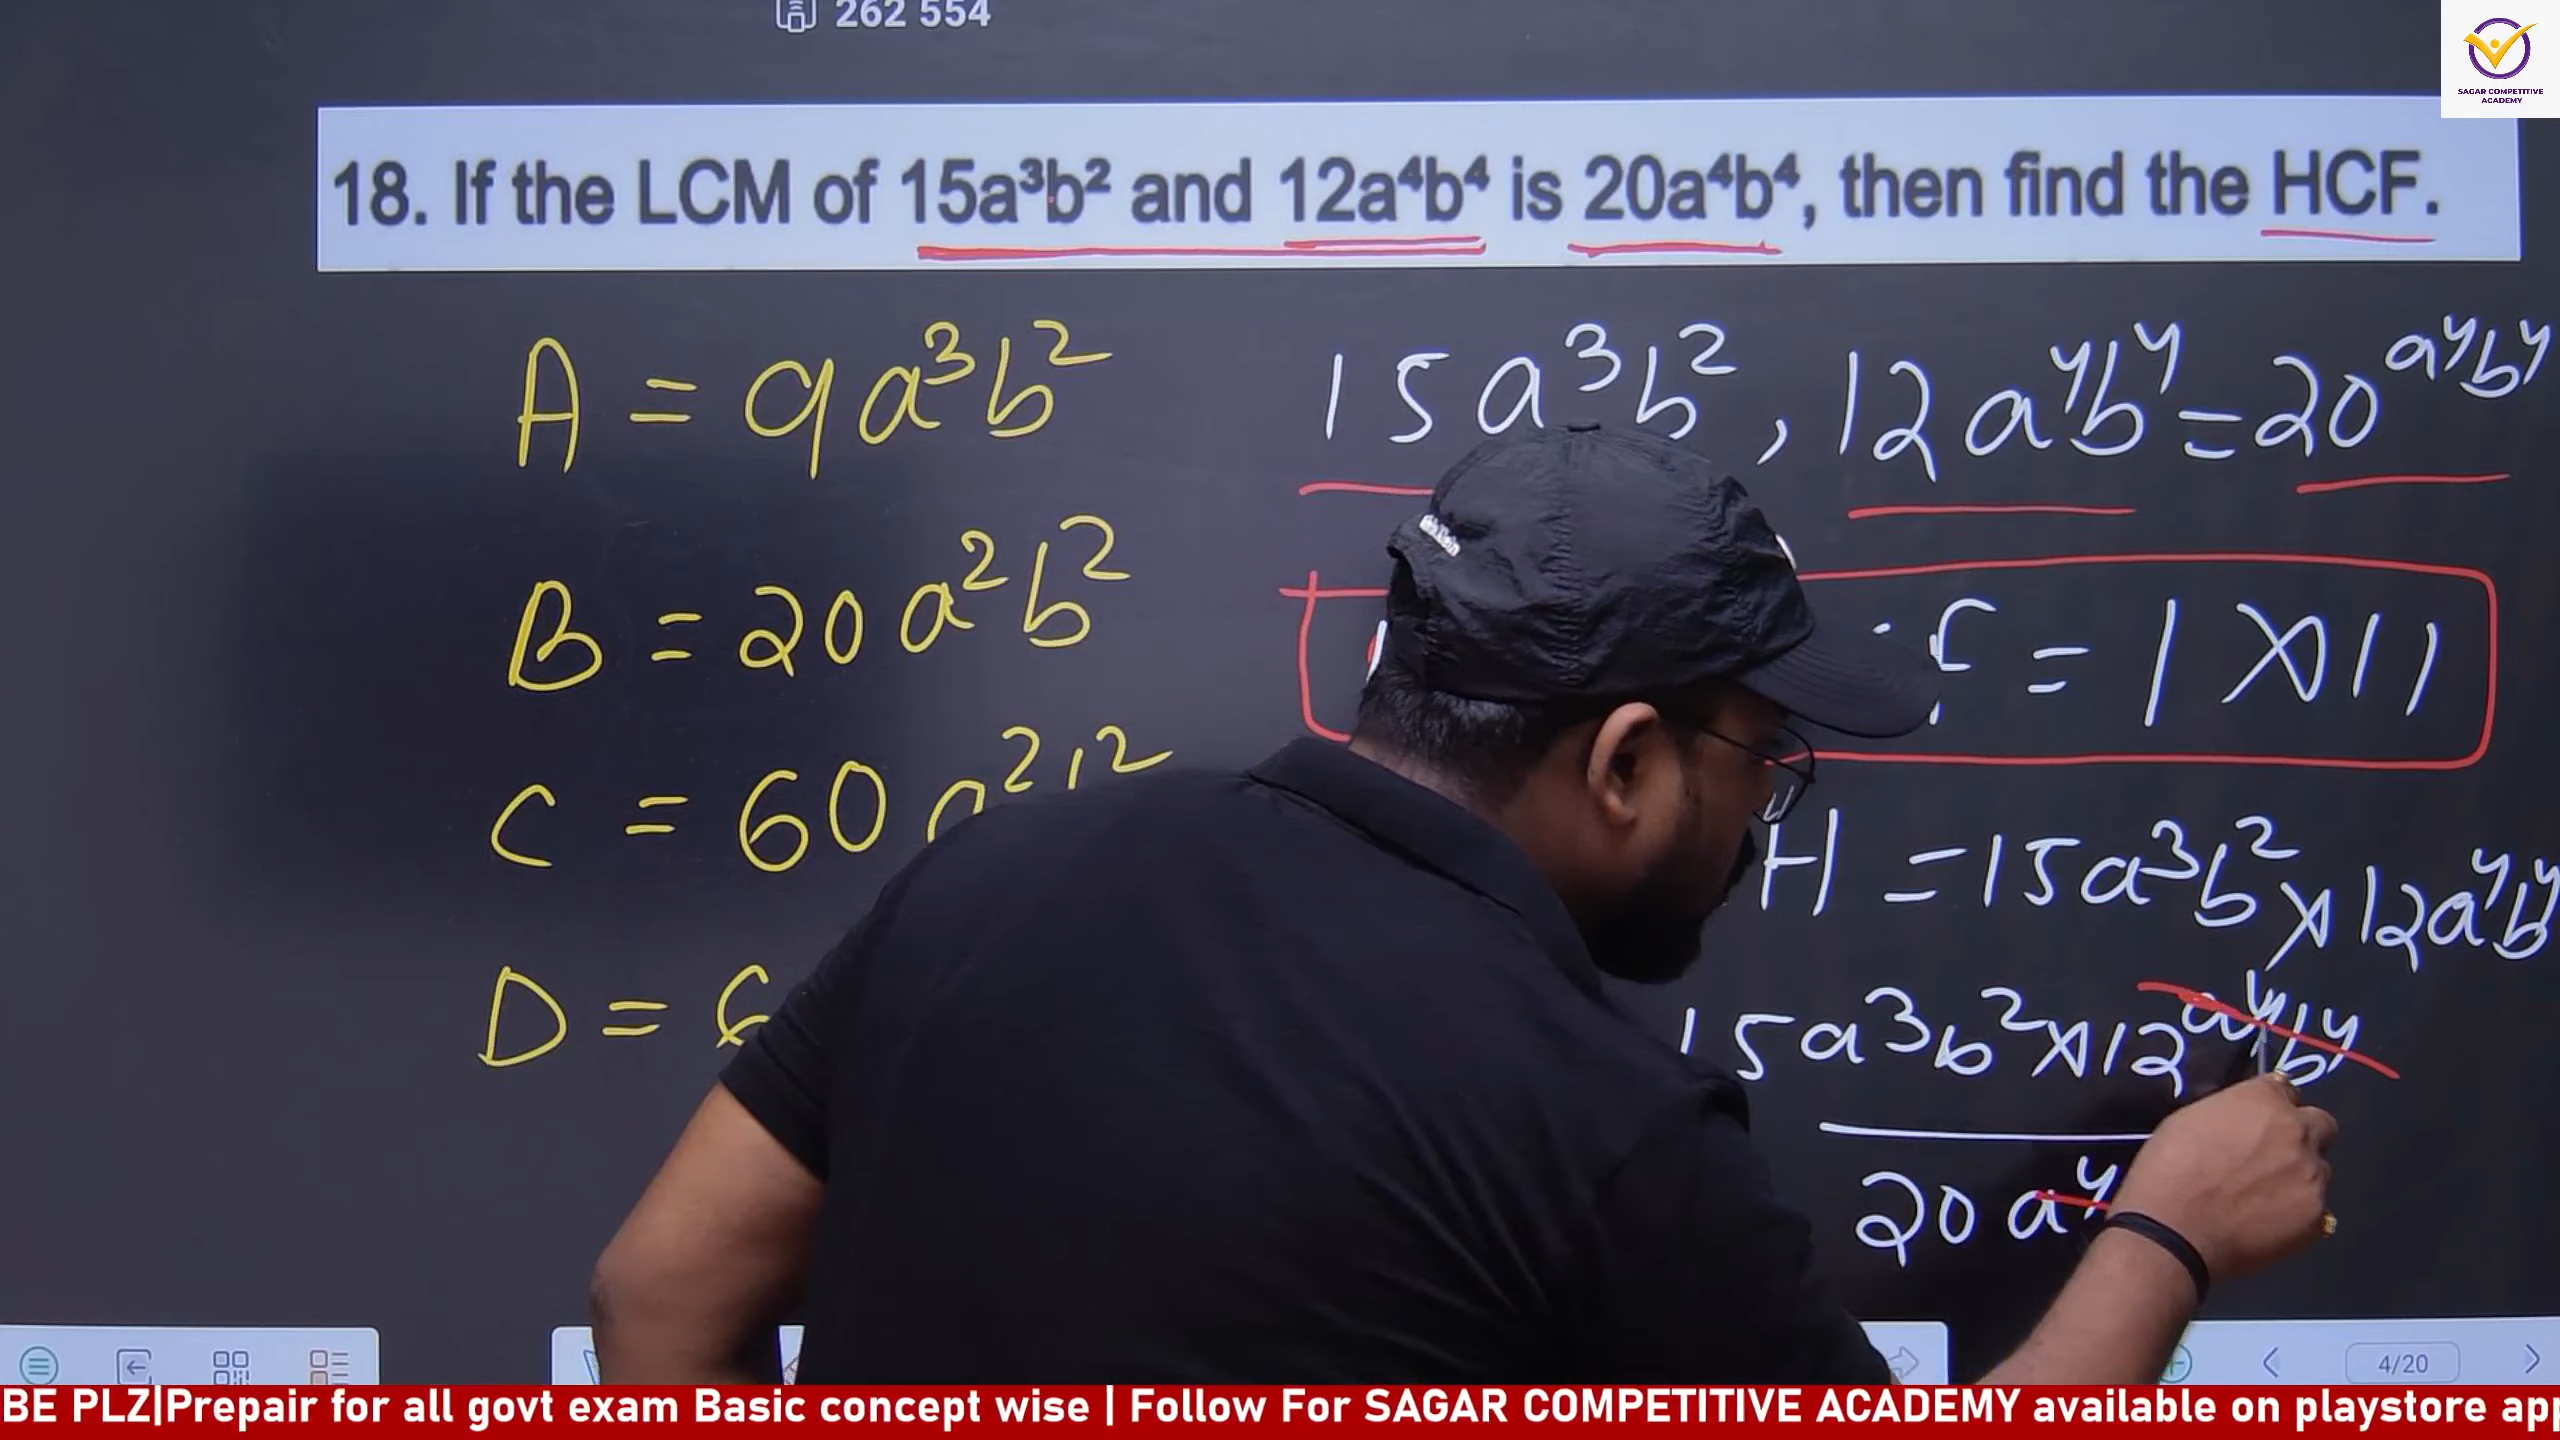 262 554
SAGAR COMPETITIVE
ACADEMY
18. If the LCM of 15a³b² and 12a⁴b⁴ is 20a⁴b⁴, then find the HCF.
A = 9a³b²
B = 20a²b²
C = 60
D =
15a³b², 12a⁴b⁴ = 20a⁴b⁴
F = I × II
H = 15a³b² × 12a⁴b⁴
15a³b² × 12a⁴b⁴
20a⁴
4/20
BE PLZ|Prepair for all govt exam Basic concept wise | Follow For SAGAR COMPETITIVE ACADEMY available on playstore app